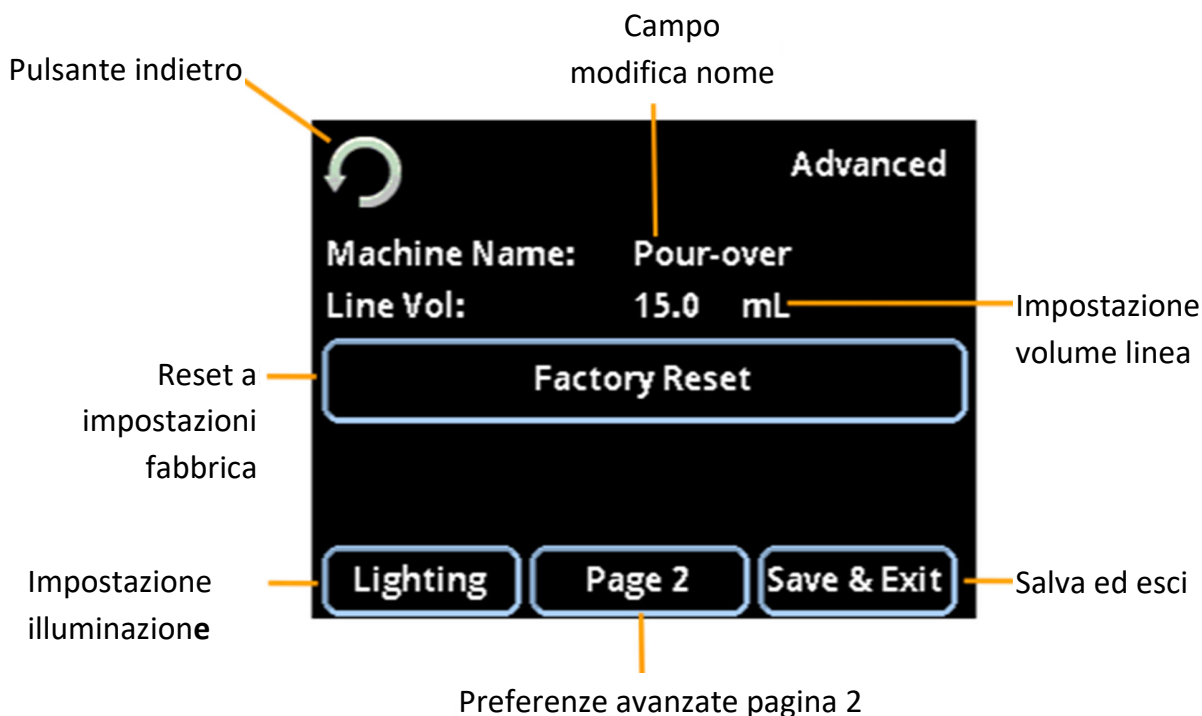 Campo
modifica nome
Pulsante indietro
Advanced
Machine Name: Pour-over
Line Vol: 15.0 mL
Impostazione
volume linea
Factory Reset
Reset a
impostazioni
fabbrica
Lighting Page 2 Save & Exit
Impostazione
illuminazione
Salva ed esci
Preferenze avanzate pagina 2